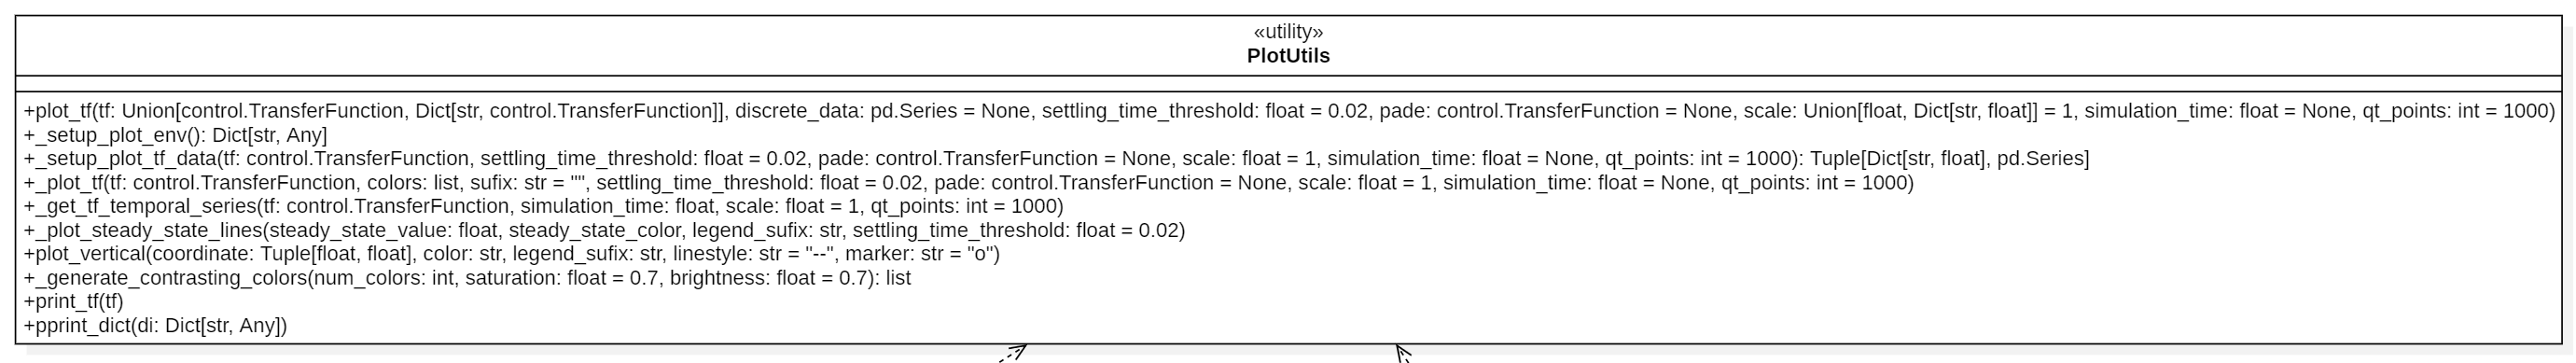 «utility»
PlotUtils
+plot_tf(tf: Union[control.TransferFunction, Dict[str, control.TransferFunction]], discrete_data: pd.Series = None, settling_time_threshold: float = 0.02, pade: control.TransferFunction = None, scale: Union[float, Dict[str, float]] = 1, simulation_time: float = None, qt_points: int = 1000)
+_setup_plot_env(): Dict[str, Any]
+_setup_plot_tf_data(tf: control.TransferFunction, settling_time_threshold: float = 0.02, pade: control.TransferFunction = None, scale: float = 1, simulation_time: float = None, qt_points: int = 1000): Tuple[Dict[str, float], pd.Series]
+_plot_tf(tf: control.TransferFunction, colors: list, sufix: str = "", settling_time_threshold: float = 0.02, pade: control.TransferFunction = None, scale: float = 1, simulation_time: float = None, qt_points: int = 1000)
+_get_tf_temporal_series(tf: control.TransferFunction, simulation_time: float, scale: float = 1, qt_points: int = 1000)
+_plot_steady_state_lines(steady_state_value: float, steady_state_color, legend_sufix: str, settling_time_threshold: float = 0.02)
+plot_vertical(coordinate: Tuple[float, float], color: str, legend_sufix: str, linestyle: str = "--", marker: str = "o")
+_generate_contrasting_colors(num_colors: int, saturation: float = 0.7, brightness: float = 0.7): list
+print_tf(tf)
+pprint_dict(di: Dict[str, Any])